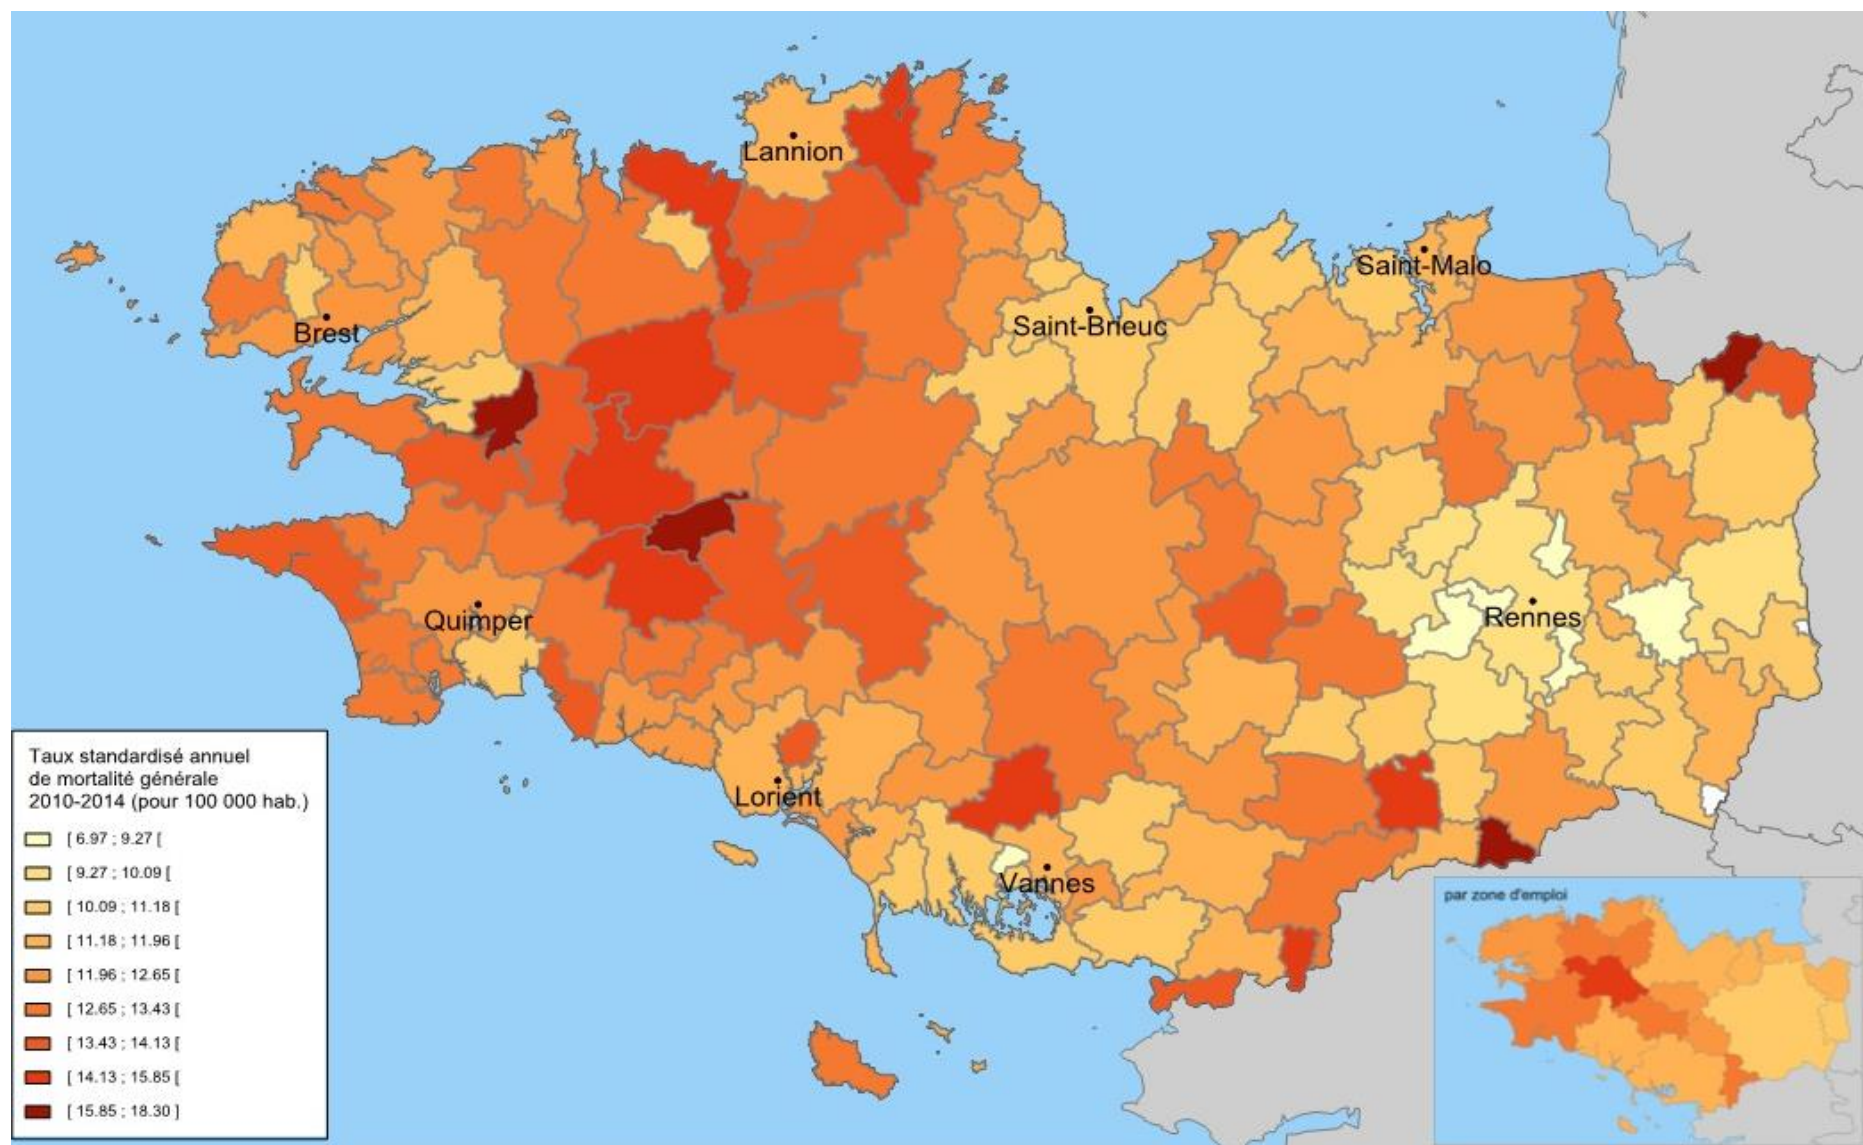 Lannion
Saint-Malo
Brest
Saint-Brieuc
Quimper
Rennes
Lorient
Vannes
Taux standardisé annuel
de mortalité générale
2010-2014 (pour 100 000 hab.)
[ 6.97 ; 9.27 [
[ 9.27 ; 10.09 [
[ 10.09 ; 11.18 [
[ 11.18 ; 11.96 [
[ 11.96 ; 12.65 [
[ 12.65 ; 13.43 [
[ 13.43 ; 14.13 [
[ 14.13 ; 15.85 [
[ 15.85 ; 18.30 ]
par zone d'emploi